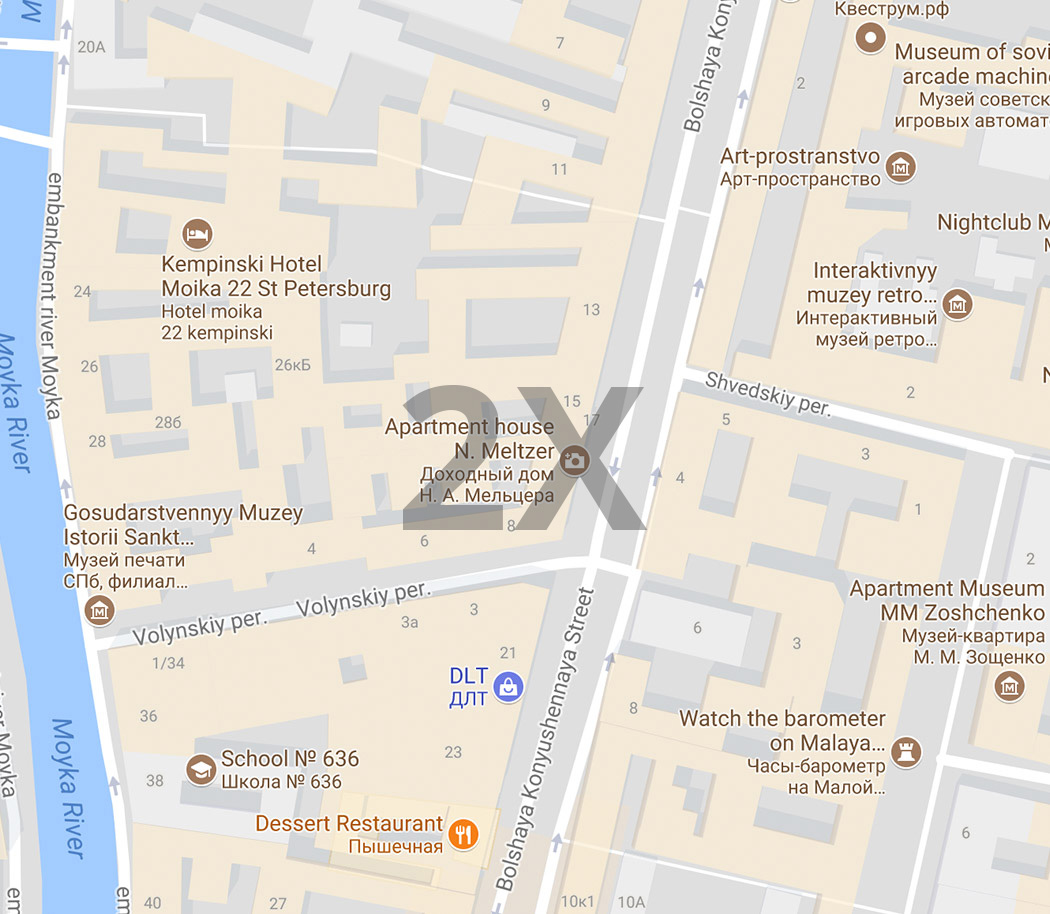 Квеструм.рф
20А
7
Museum of sovi
arcade machine
Музей советск
игровых автомат
2
9
Bolshaya Kony
11
Art-prostranstvo
Арт-пространство
embankment river Moyka
Kempinski Hotel
Moika 22 St Petersburg
Hotel moika
22 kempinski
Nightclub M
24
Interaktivnyy
muzey retro...
Интерактивный
музей ретро...
13
26
26кБ
Shvedskiy per.
2
Moyka River
15
17
5
28б
28
2X
Apartment house
N. Meltzer
Доходный дом
Н. А. Мельцера
3
4
1
Gosudarstvennyy Muzey
Istorii Sankt...
Музей печати
СПб, филиал...
8
6
4
2
Apartment Museum
MM Zoshchenko
Музей-квартира
М. М. Зощенко
Volynskiy per.
Volynskiy per.
3
3а
6
3
1/34
21
DLT
ДЛТ
Bolshaya Konyushennaya Street
36
8
Watch the barometer
on Malaya...
Часы-барометр
на Малой...
23
School № 636
Школа № 636
38
Moyka River
Dessert Restaurant
Пышечная
6
40
27
10к1
10А
em
em